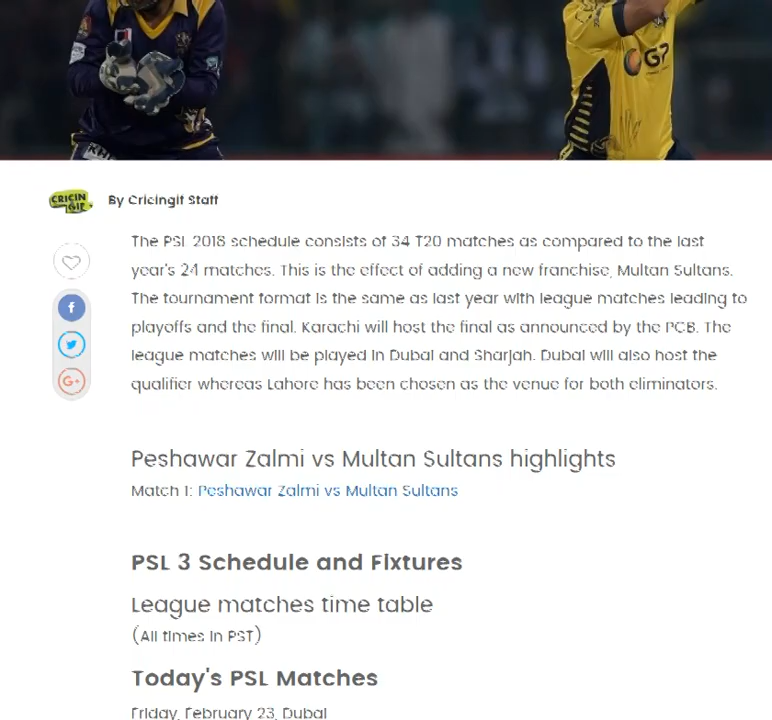 GP
CRICIN
GIF
By Cricingif Staff
The PSL 2018 schedule consists of 34 T20 matches as compared to the last
year's 24 matches. This is the effect of adding a new franchise, Multan Sultans.
The tournament format is the same as last year with league matches leading to
playoffs and the final. Karachi will host the final as announced by the PCB. The
league matches will be played in Dubai and Sharjah. Dubai will also host the
qualifier whereas Lahore has been chosen as the venue for both eliminators.
Peshawar Zalmi vs Multan Sultans highlights
Match 1: Peshawar Zalmi vs Multan Sultans
PSL 3 Schedule and Fixtures
League matches time table
(All times in PST)
Today's PSL Matches
Friday, February 23, Dubai